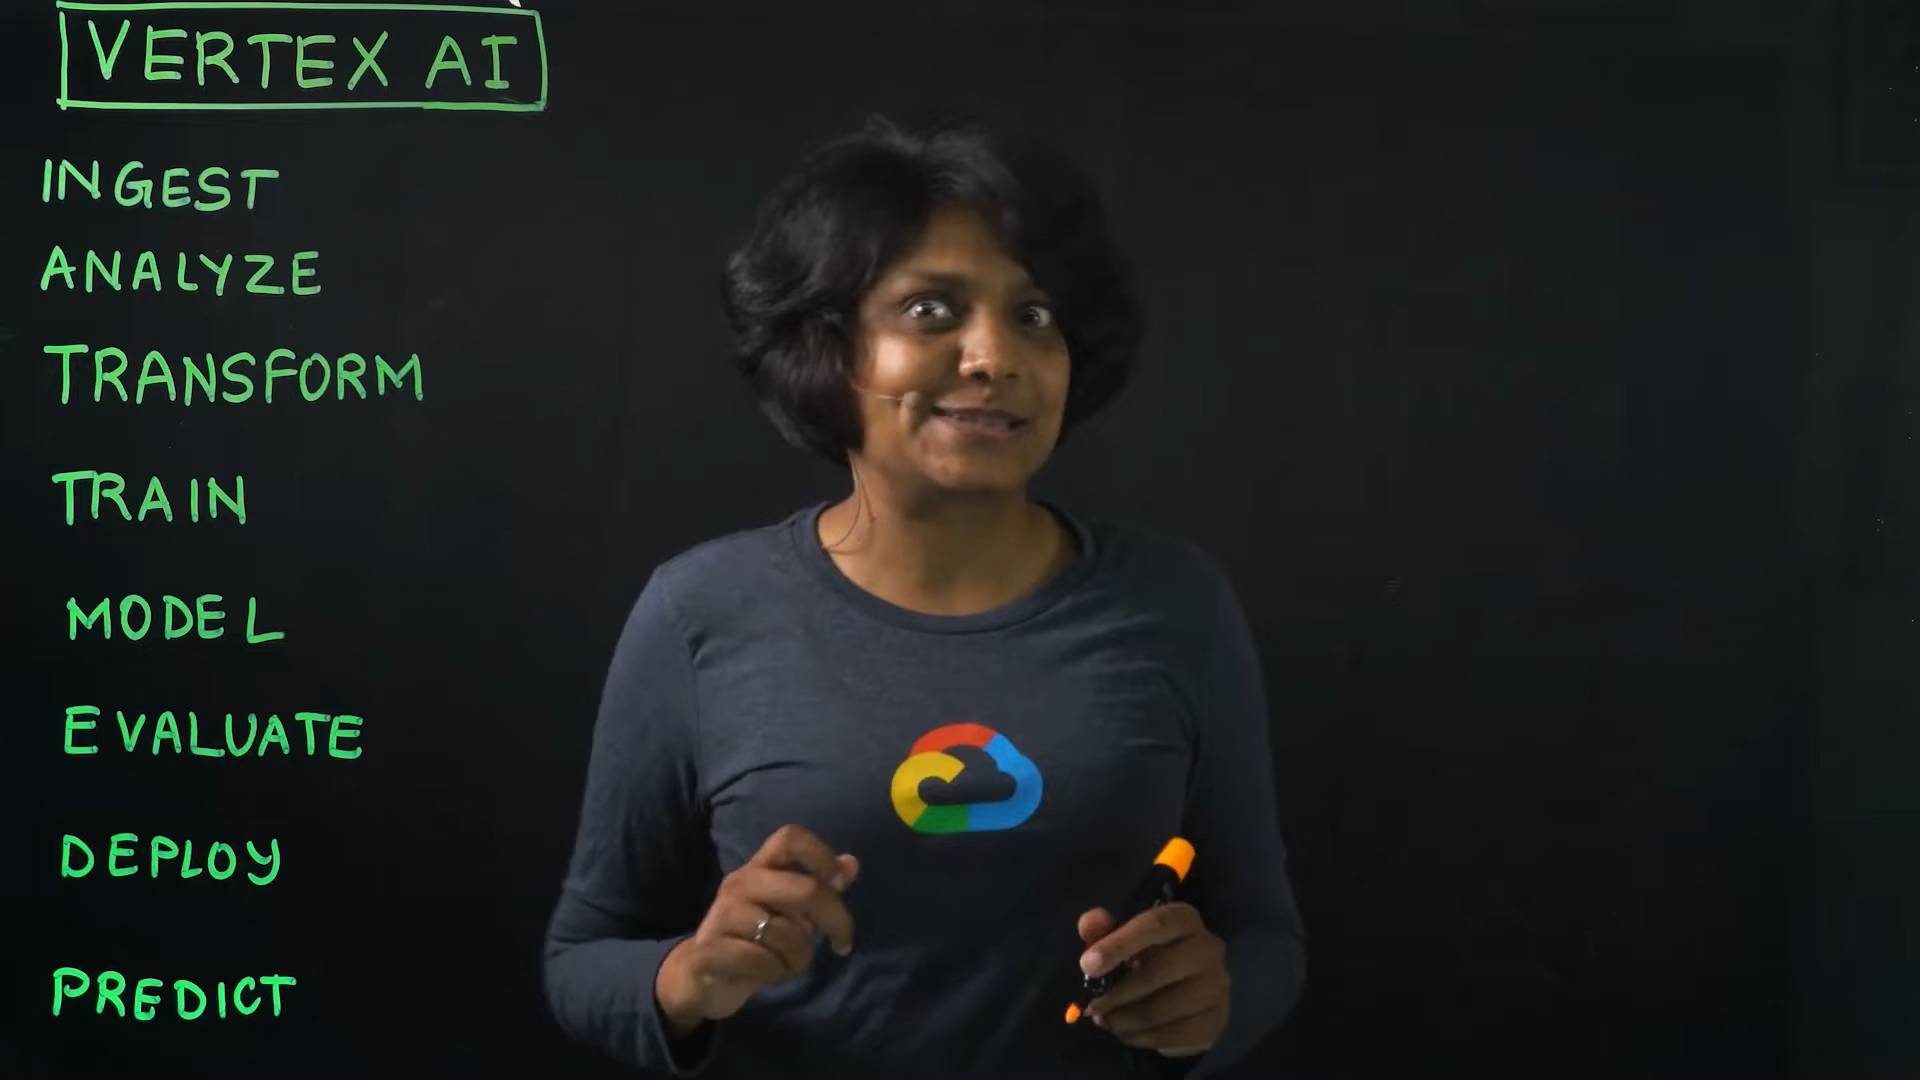 VERTEX AI
INGEST
ANALYZE
TRANSFORM
TRAIN
MODEL
EVALUATE
DEPLOY
PREDICT